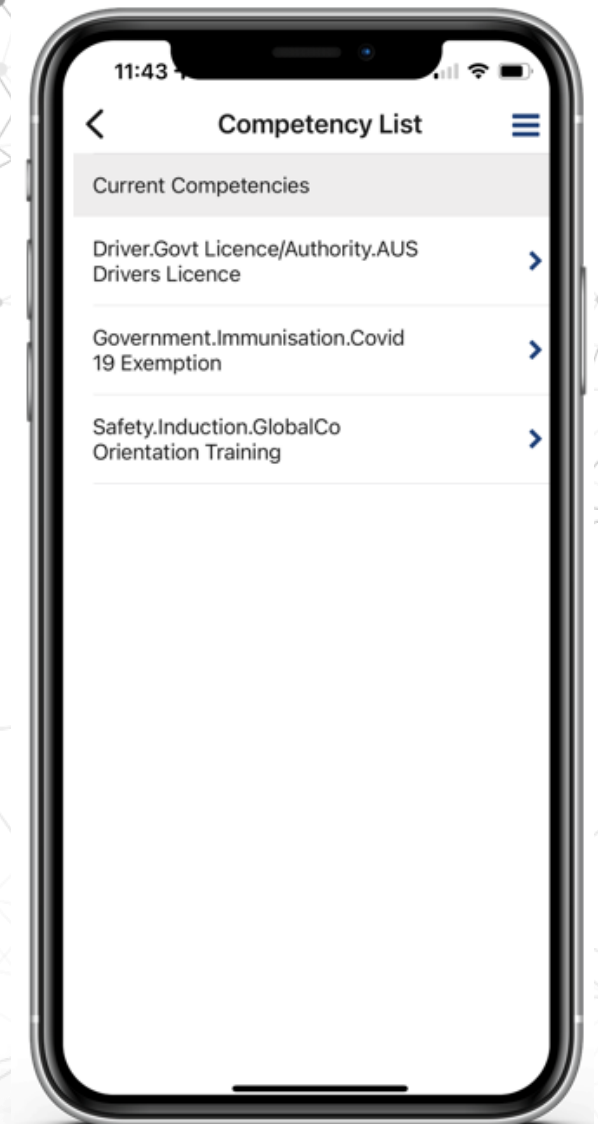 11:43
Competency List
Current Competencies
Driver.Govt Licence/Authority.AUS
Drivers Licence
Government.Immunisation.Covid
19 Exemption
Safety.Induction.GlobalCo
Orientation Training